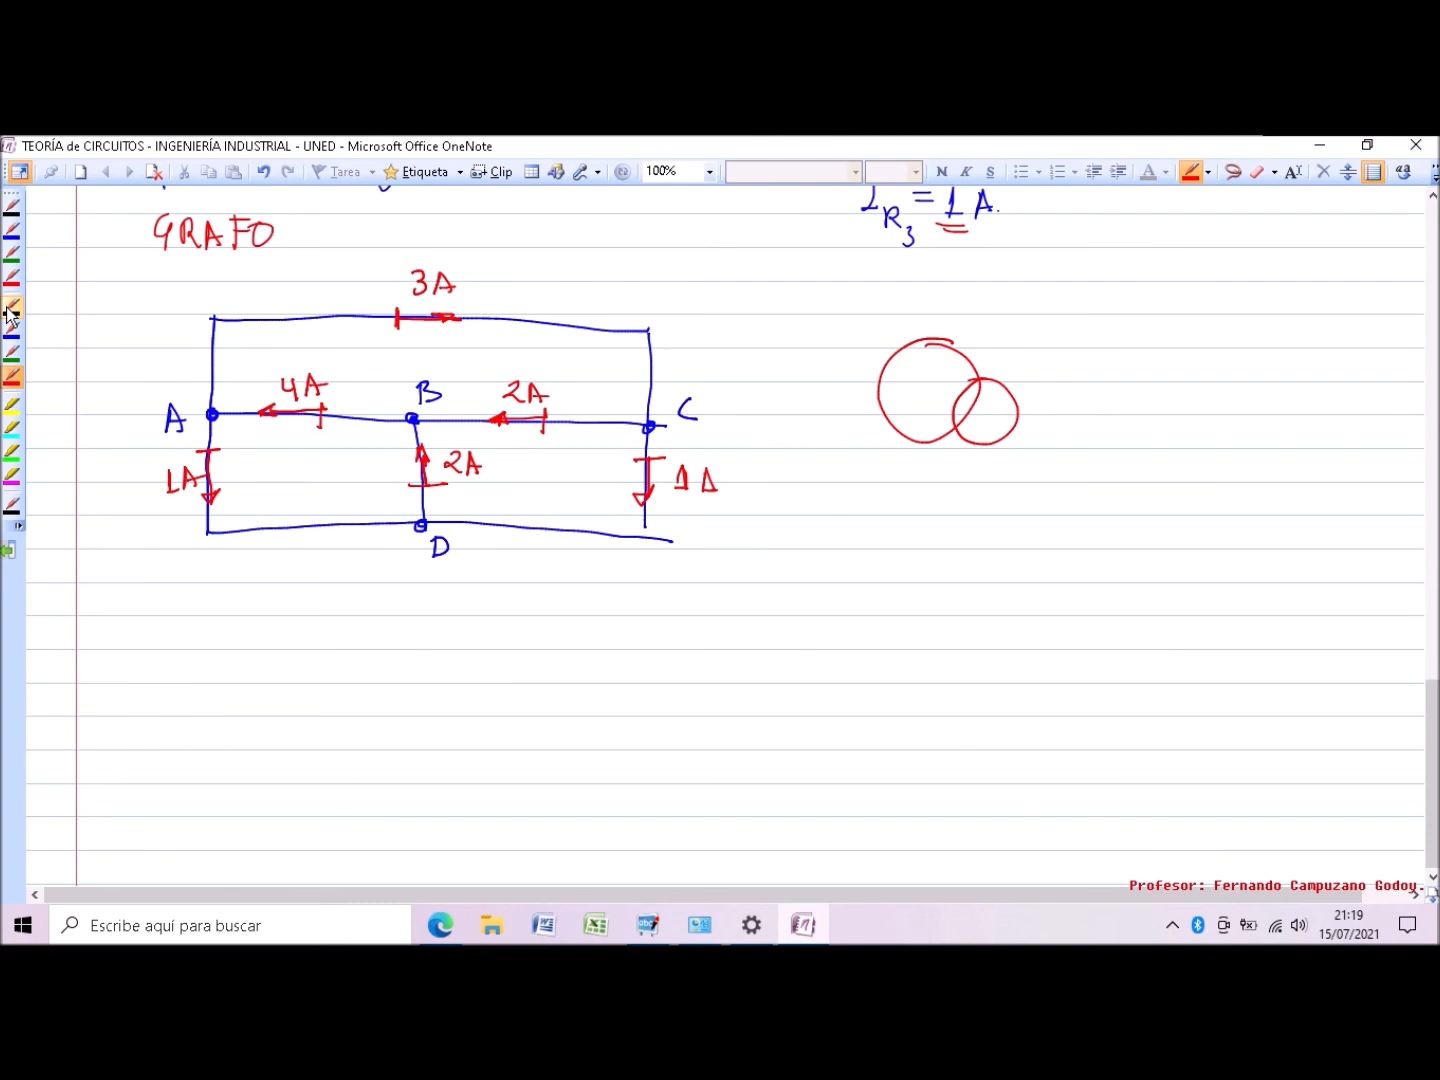 TEORÍA de CIRCUITOS - INGENIERÍA INDUSTRIAL - UNED - Microsoft Office OneNote
Tarea Etiqueta Clip 100% N K S A
I R3 = 1 A.
GRAFO
3A
4A B 2A C
A
1A 2A 1A
D
Profesor: Fernando Campuzano Godoy.
Escribe aquí para buscar
21:19
15/07/2021